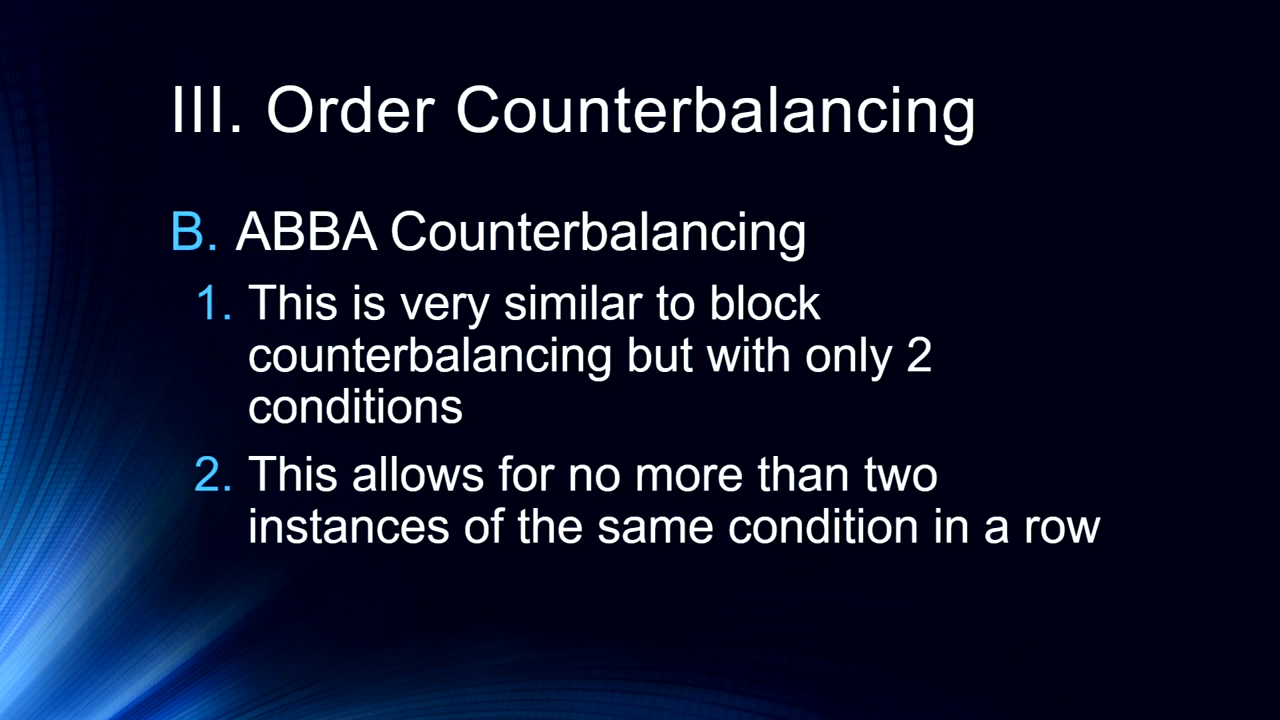 III. Order Counterbalancing
B. ABBA Counterbalancing
1. This is very similar to block
counterbalancing but with only 2
conditions
2. This allows for no more than two
instances of the same condition in a row